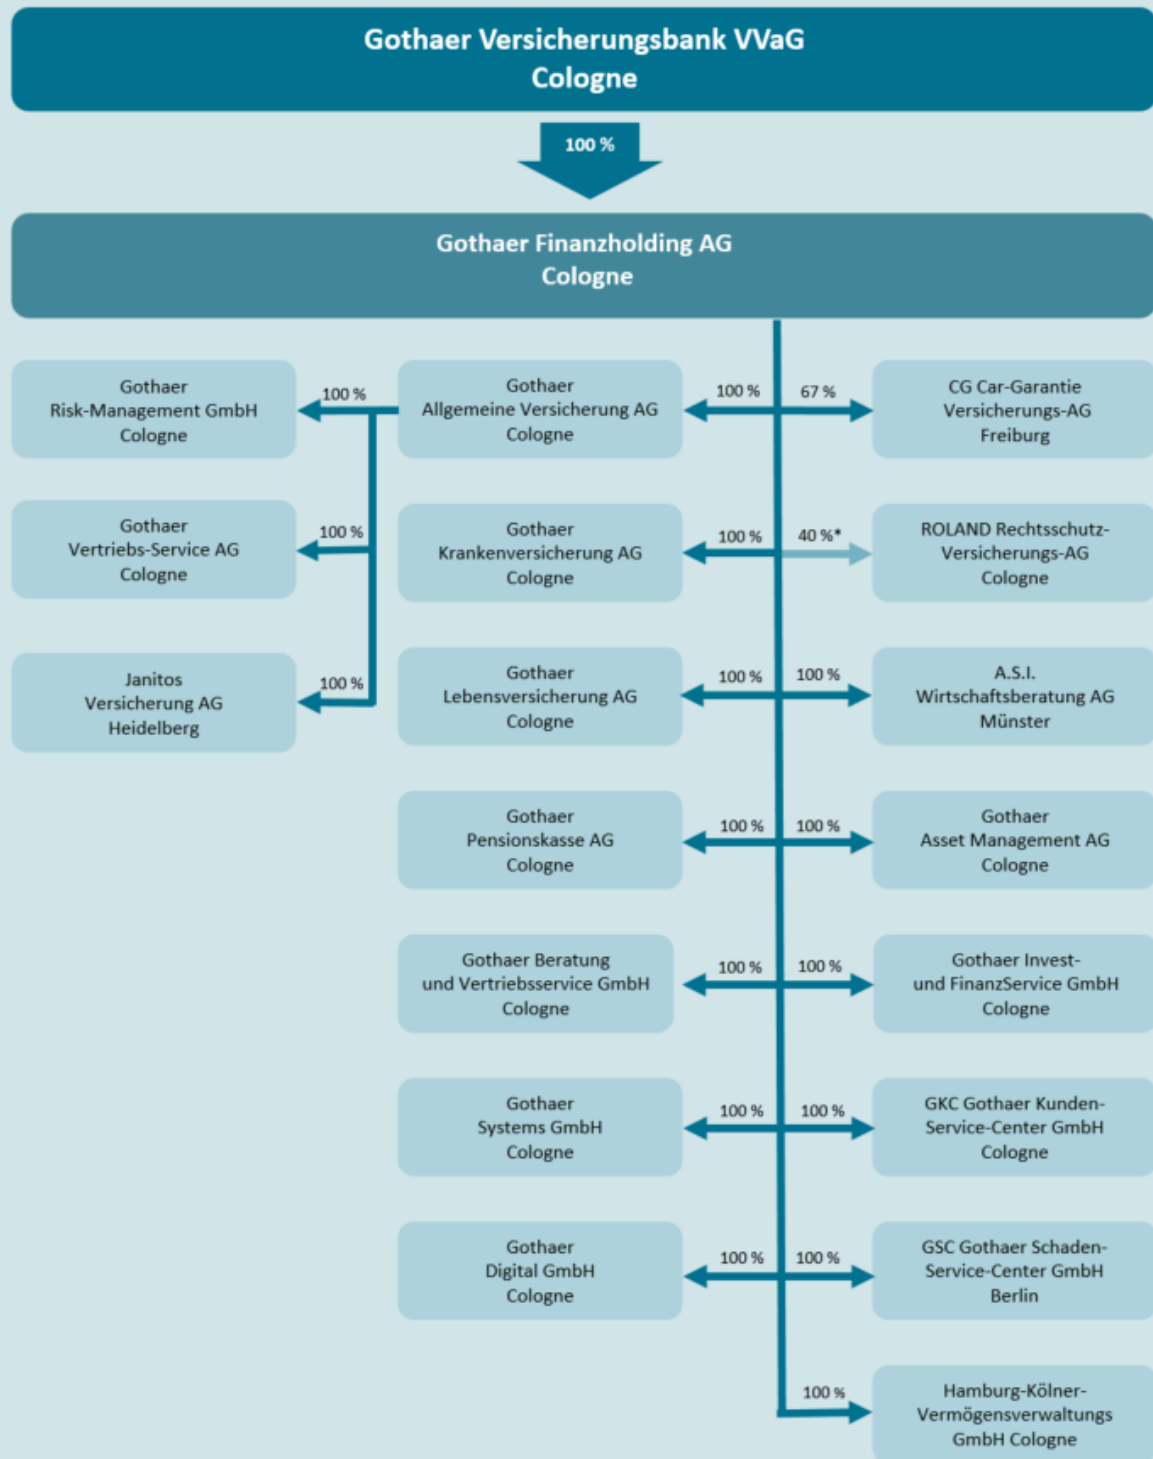 Gothaer Versicherungsbank VVaG
Cologne
100 %
Gothaer Finanzholding AG
Cologne
Gothaer
Risk-Management GmbH
Cologne
100 %
Gothaer
Allgemeine Versicherung AG
Cologne
100 %
67 %
CG Car-Garantie
Versicherungs-AG
Freiburg
Gothaer
Vertriebs-Service AG
Cologne
100 %
Gothaer
Krankenversicherung AG
Cologne
100 %
40 %*
ROLAND Rechtsschutz-
Versicherungs-AG
Cologne
Janitos
Versicherung AG
Heidelberg
100 %
Gothaer
Lebensversicherung AG
Cologne
100 %
100 %
A.S.I.
Wirtschaftsberatung AG
Münster
Gothaer
Pensionskasse AG
Cologne
100 %
100 %
Gothaer
Asset Management AG
Cologne
Gothaer Beratung
und Vertriebsservice GmbH
Cologne
100 %
100 %
Gothaer Invest-
und FinanzService GmbH
Cologne
Gothaer
Systems GmbH
Cologne
100 %
100 %
GKC Gothaer Kunden-
Service-Center GmbH
Cologne
Gothaer
Digital GmbH
Cologne
100 %
100 %
GSC Gothaer Schaden-
Service-Center GmbH
Berlin
100 %
Hamburg-Kölner-
Vermögensverwaltungs
GmbH Cologne